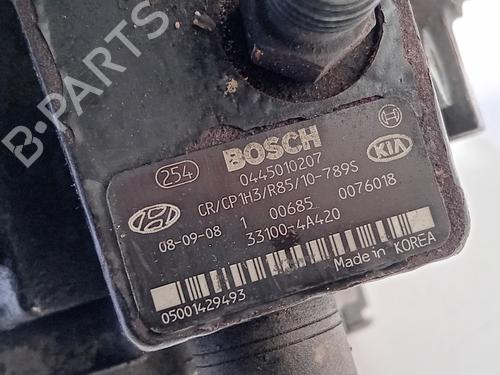 B-PARTS
254 BOSCH
0445010207
CR/CP1H3/R85/10-789S KIA
08-09-08 1 00685 0076018
33100-4A420
Made in KOREA
05001429493